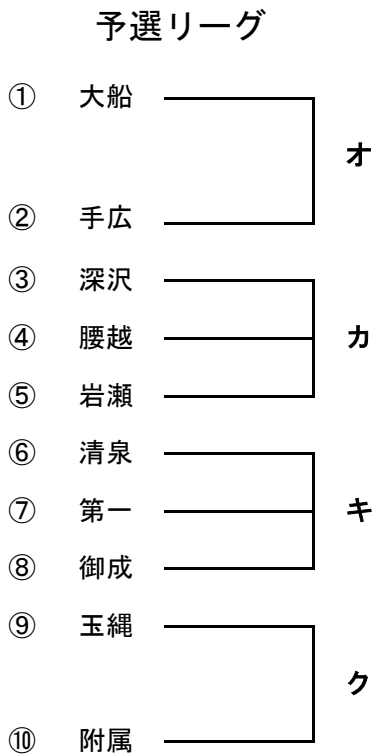 予選リーグ
① 大船
オ
② 手広
③ 深沢
④ 腰越 カ
⑤ 岩瀬
⑥ 清泉
⑦ 第一 キ
⑧ 御成
⑨ 玉縄
ク
⑩ 附属